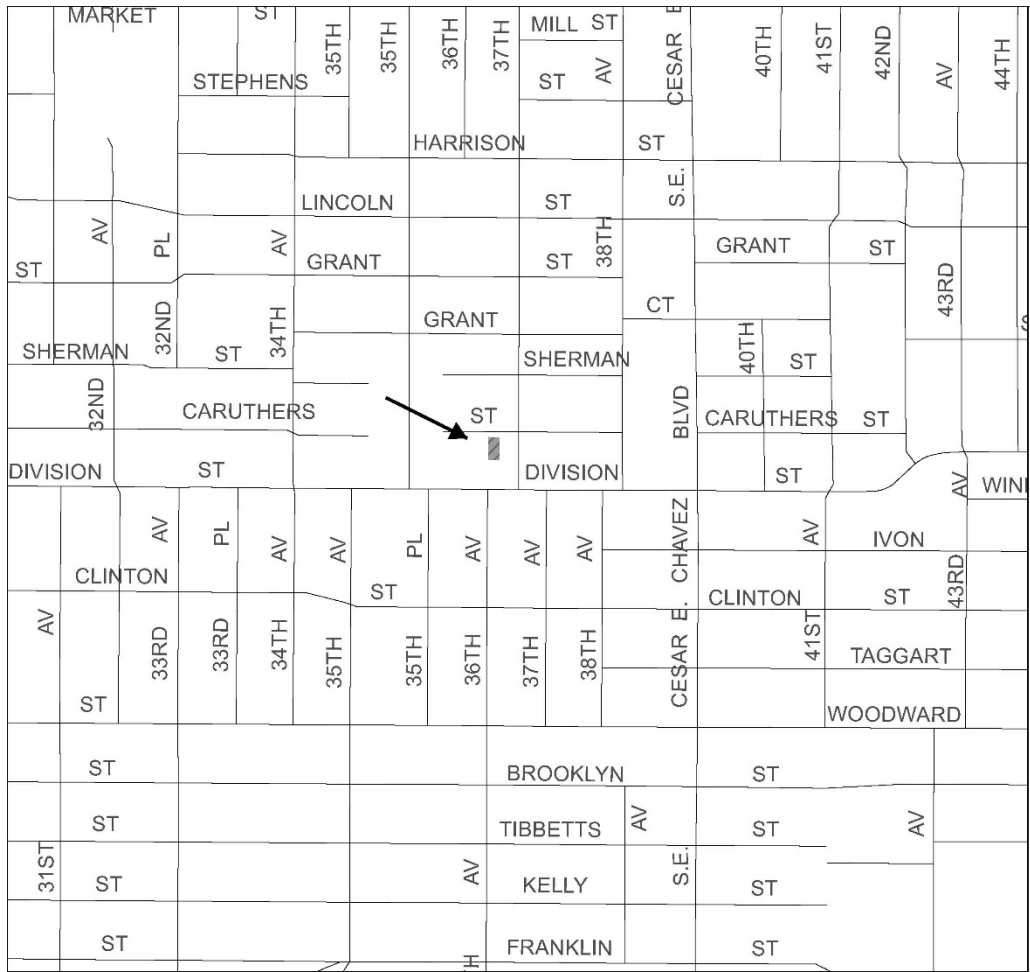 MARKET ST
MILL ST
35TH
35TH
36TH
37TH
AV
CESAR E
40TH
41ST
42ND
AV
44TH
STEPHENS
ST
HARRISON ST
S.E.
LINCOLN ST
AV
PL
AV
38TH
GRANT ST
ST
GRANT ST
43RD
CT
32ND
34TH
GRANT
SHERMAN ST
SHERMAN
40TH
ST
32ND
CARUTHERS ST
BLVD
CARUTHERS ST
DIVISION ST
DIVISION ST
AV
WIN
AV
PL
AV
AV
PL
AV
AV
AV
CESAR E. CHAVEZ
AV
IVON
CLINTON ST
CLINTON ST
43RD
AV
33RD
33RD
34TH
35TH
35TH
36TH
37TH
38TH
41ST
TAGGART
ST
WOODWARD
ST
BROOKLYN ST
ST
TIBBETTS
AV
ST
AV
31ST
ST
AV
KELLY
S.E.
ST
ST
FRANKLIN ST